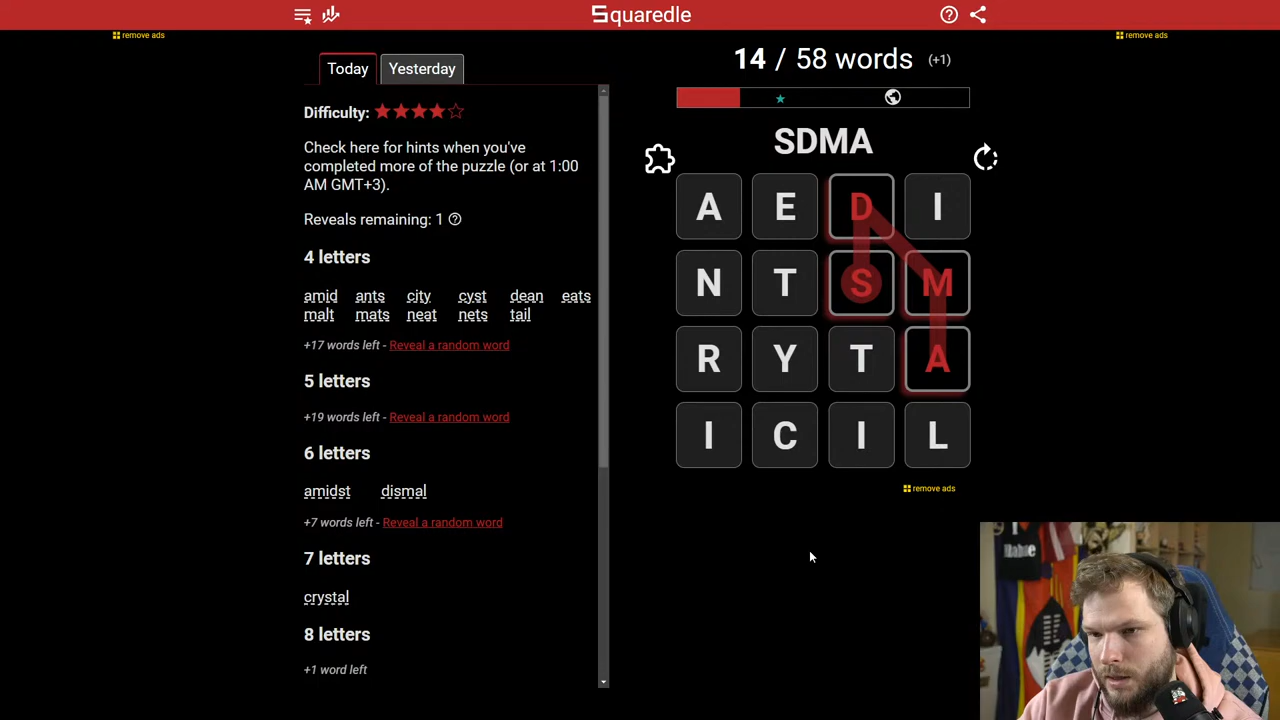 Squaredle
remove ads
remove ads
Today
Yesterday
14 / 58 words (+1)
Difficulty:
Check here for hints when you've
completed more of the puzzle (or at 1:00
AM GMT+3).
Reveals remaining: 1
4 letters
amid ants city cyst dean eats
malt mats neat nets tail
+17 words left - Reveal a random word
5 letters
+19 words left - Reveal a random word
6 letters
amidst dismal
+7 words left - Reveal a random word
7 letters
crystal
8 letters
+1 word left
SDMA
A E D I
N T S M
R Y T A
I C I L
remove ads